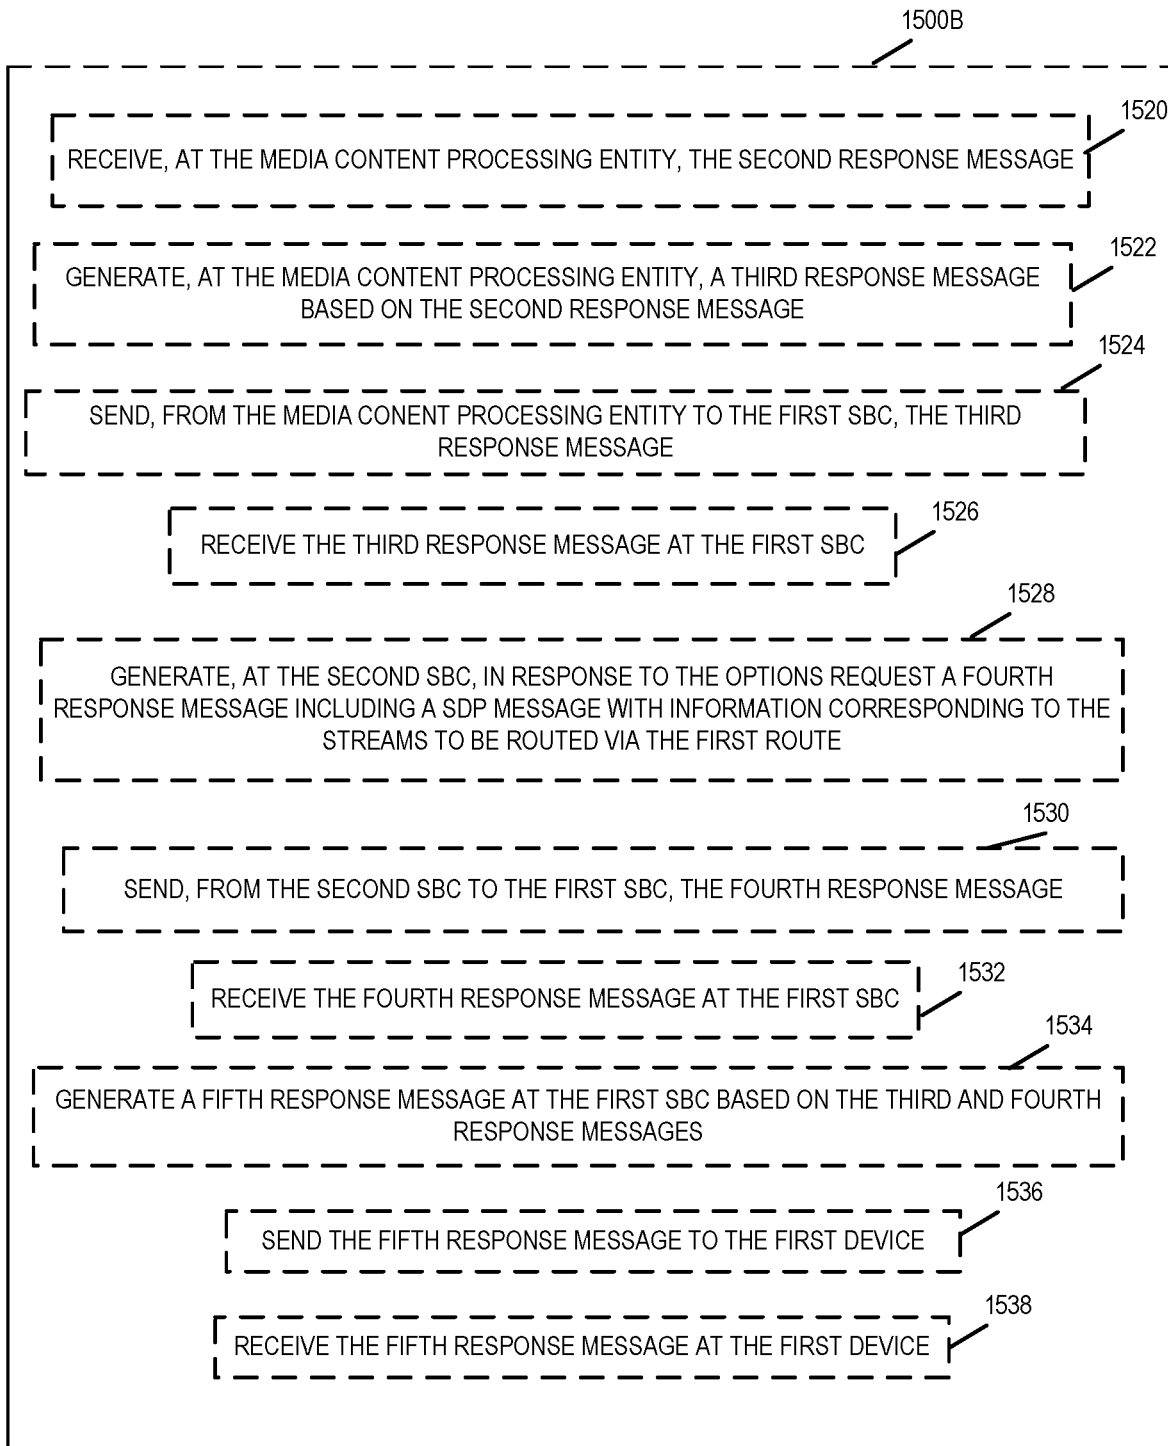 1500B
1520
RECEIVE, AT THE MEDIA CONTENT PROCESSING ENTITY, THE SECOND RESPONSE MESSAGE
1522
GENERATE, AT THE MEDIA CONTENT PROCESSING ENTITY, A THIRD RESPONSE MESSAGE
BASED ON THE SECOND RESPONSE MESSAGE
1524
SEND, FROM THE MEDIA CONENT PROCESSING ENTITY TO THE FIRST SBC, THE THIRD
RESPONSE MESSAGE
1526
RECEIVE THE THIRD RESPONSE MESSAGE AT THE FIRST SBC
1528
GENERATE, AT THE SECOND SBC, IN RESPONSE TO THE OPTIONS REQUEST A FOURTH
RESPONSE MESSAGE INCLUDING A SDP MESSAGE WITH INFORMATION CORRESPONDING TO THE
STREAMS TO BE ROUTED VIA THE FIRST ROUTE
1530
SEND, FROM THE SECOND SBC TO THE FIRST SBC, THE FOURTH RESPONSE MESSAGE
1532
RECEIVE THE FOURTH RESPONSE MESSAGE AT THE FIRST SBC
1534
GENERATE A FIFTH RESPONSE MESSAGE AT THE FIRST SBC BASED ON THE THIRD AND FOURTH
RESPONSE MESSAGES
1536
SEND THE FIFTH RESPONSE MESSAGE TO THE FIRST DEVICE
1538
RECEIVE THE FIFTH RESPONSE MESSAGE AT THE FIRST DEVICE